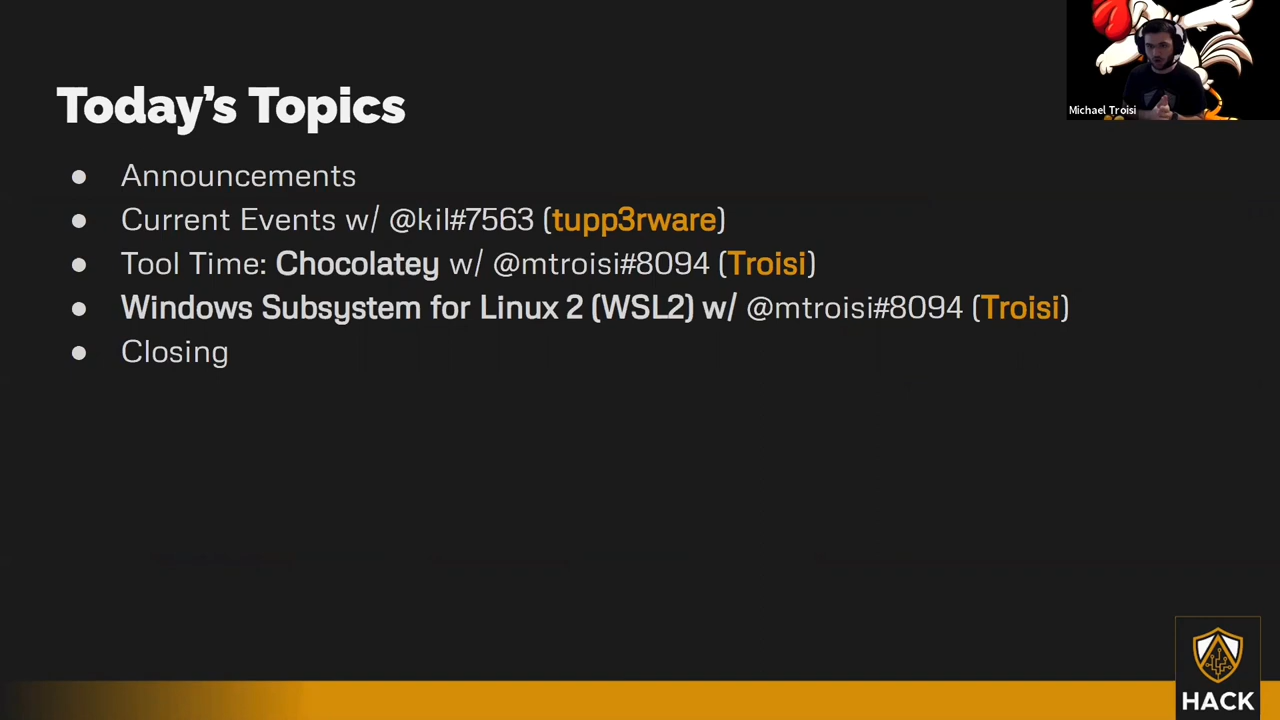 Today's Topics
Michael Troisi
● Announcements
● Current Events w/ @kil#7563 (tupp3rware)
● Tool Time: Chocolatey w/ @mtroisi#8094 (Troisi)
● Windows Subsystem for Linux 2 (WSL2) w/ @mtroisi#8094 (Troisi)
● Closing
HACK